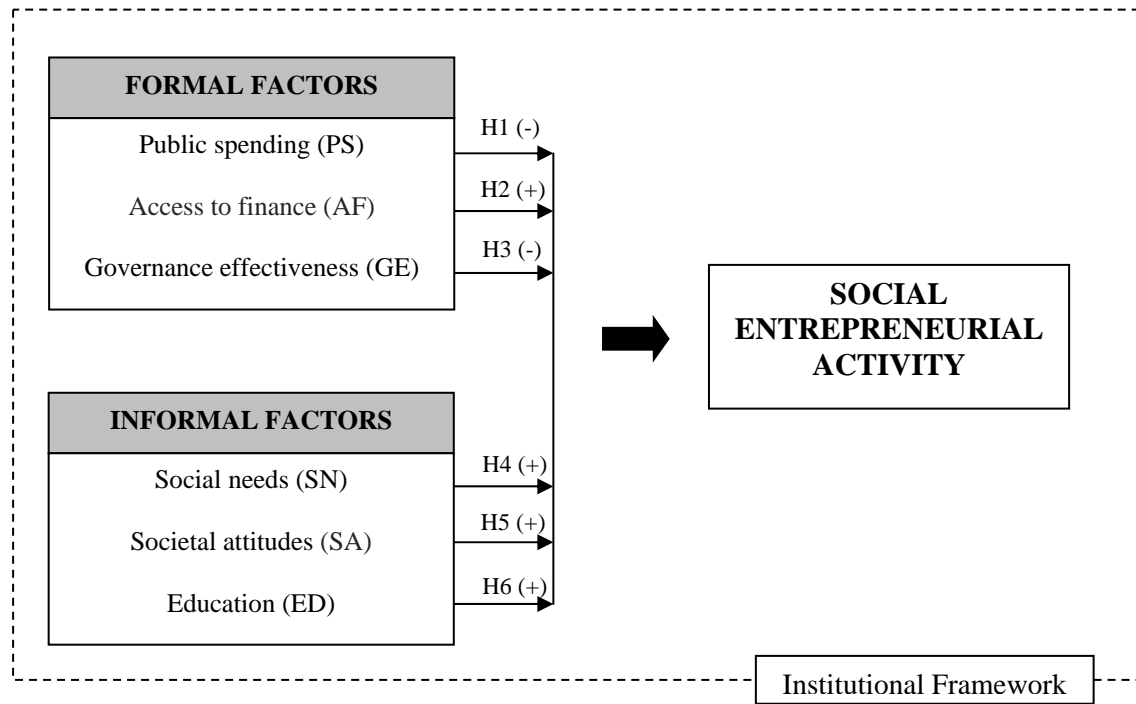 FORMAL FACTORS
Public spending (PS)
H1 (-)
Access to finance (AF)
H2 (+)
Governance effectiveness (GE)
H3 (-)
SOCIAL
ENTREPRENEURIAL
ACTIVITY
INFORMAL FACTORS
Social needs (SN)
H4 (+)
Societal attitudes (SA)
H5 (+)
Education (ED)
H6 (+)
Institutional Framework